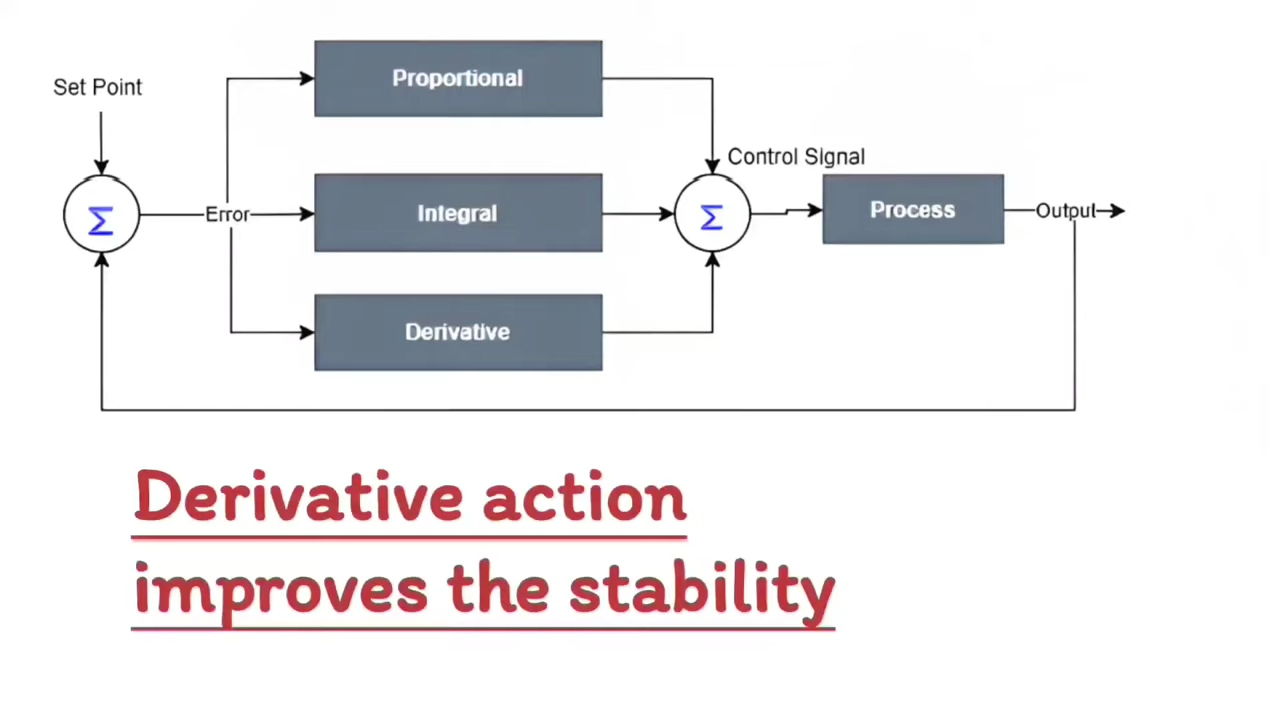 Set Point
Proportional
Σ
Error
Integral
Derivative
Σ
Control Signal
Process
Output
Derivative action
improves the stability